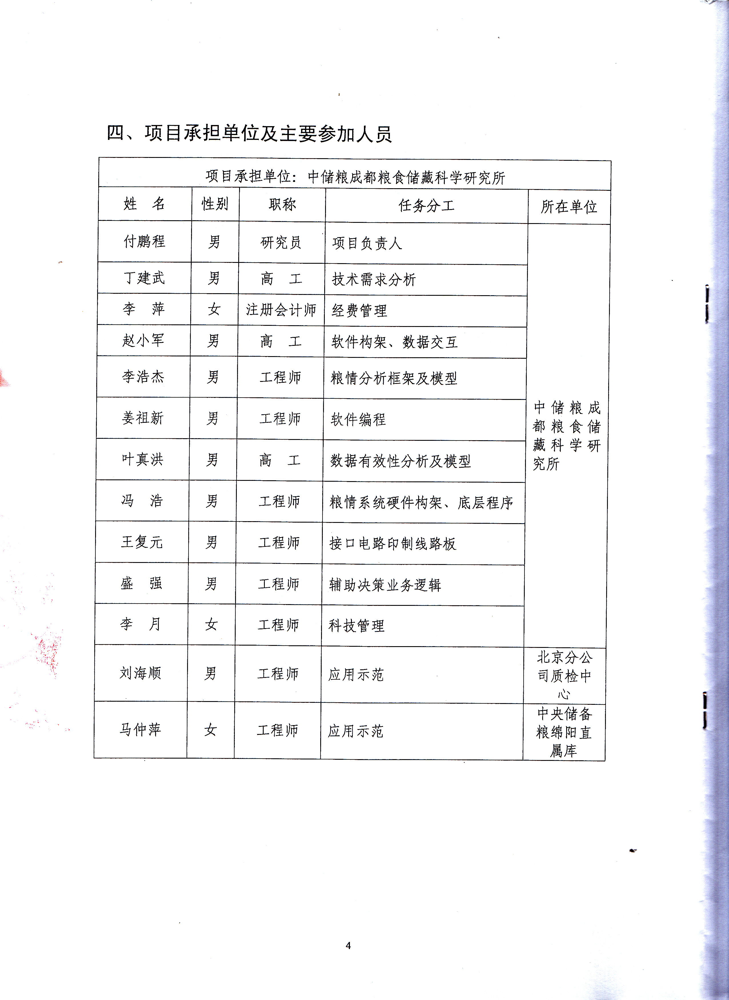 四、项目承担单位及主要参加人员
项目承担单位：中储粮成都粮食储藏科学研究所
姓 名 性别 职称 任务分工 所在单位
付鹏程 男 研究员 项目负责人
丁建武 男 高 工 技术需求分析
李 萍 女 注册会计师 经费管理
赵小军 男 高 工 软件构架、数据交互
李浩杰 男 工程师 粮情分析框架及模型
姜祖新 男 工程师 软件编程
叶真洪 男 高 工 数据有效性分析及模型
冯 浩 男 工程师 粮情系统硬件构架、底层程序
王复元 男 工程师 接口电路印制线路板
盛 强 男 工程师 辅助决策业务逻辑
李 月 女 工程师 科技管理
中储粮成
都粮食储
藏科学研
究所
刘海顺 男 工程师 应用示范
北京分公
司质检中
心
马仲萍 女 工程师 应用示范
中央储备
粮绵阳直
属库
4